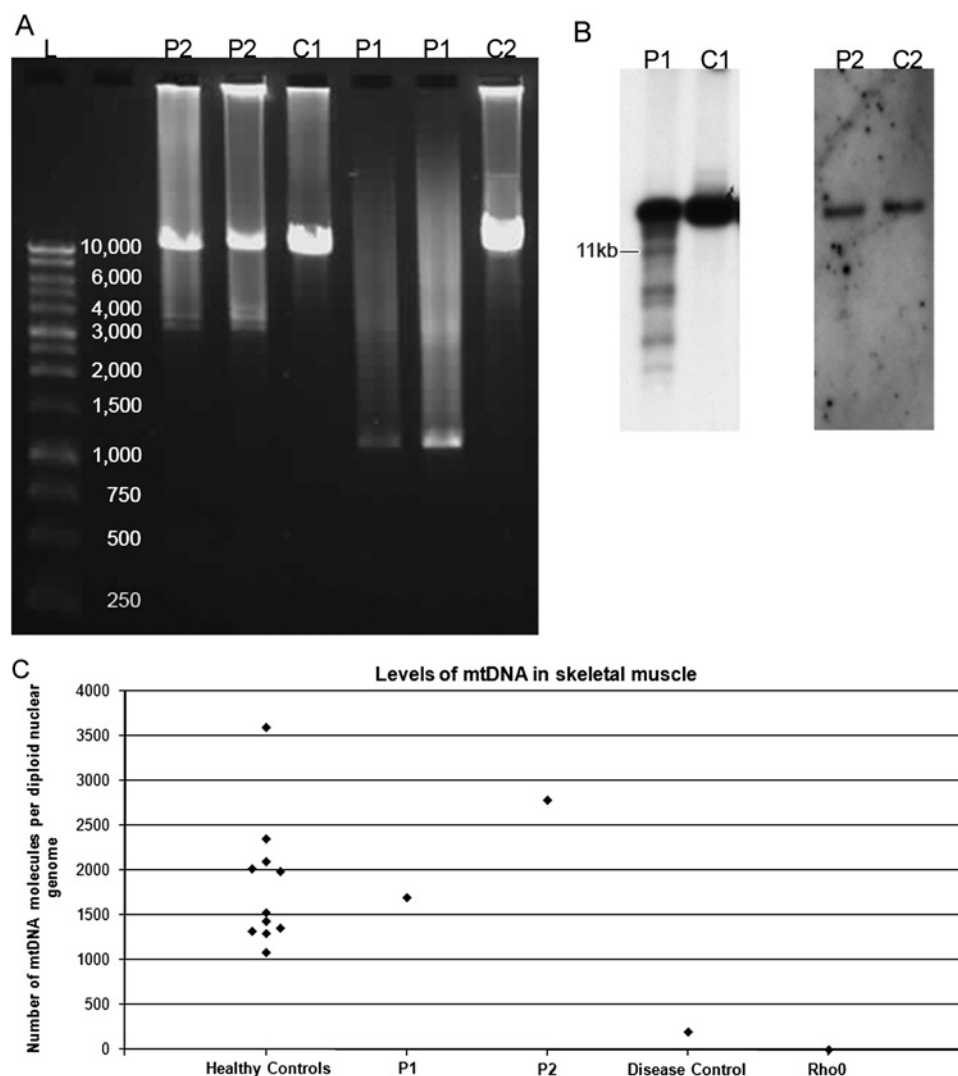 A
L P2 P2 C1 P1 P1 C2
10,000
6,000
4,000
3,000
2,000
1,500
1,000
750
500
250
B
P1 C1 P2 C2
11kb
C
Levels of mtDNA in skeletal muscle
Number of mtDNA molecules per diploid nuclear
genome
4000
3500
3000
2500
2000
1500
1000
500
0
Healthy Controls P1 P2 Disease Control Rho0